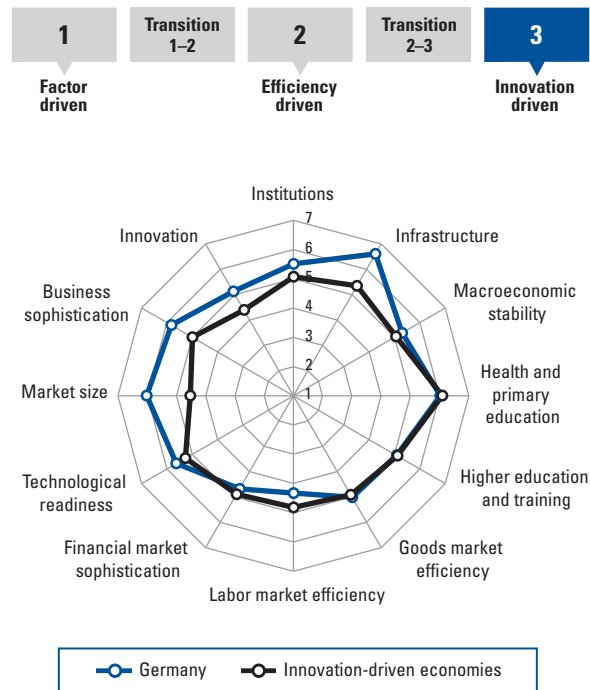 1
Transition
1–2
2
Transition
2–3
3
Factor
driven
Efficiency
driven
Innovation
driven
Institutions
7
Innovation
Infrastructure
6
5
Business
sophistication
Macroeconomic
stability
4
3
2
Market size
1
Health and
primary
education
Technological
readiness
Higher education
and training
Financial market
sophistication
Goods market
efficiency
Labor market efficiency
Germany
Innovation-driven economies